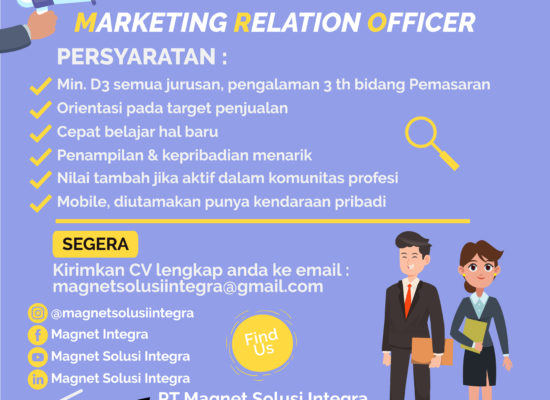 MARKETING RELATION OFFICER
PERSYARATAN :
Min. D3 semua jurusan, pengalaman 3 th bidang Pemasaran
Orientasi pada target penjualan
Cepat belajar hal baru
Penampilan & kepribadian menarik
Nilai tambah jika aktif dalam komunitas profesi
Mobile, diutamakan punya kendaraan pribadi
SEGERA
Kirimkan CV lengkap anda ke email :
magnetsolusiintegra@gmail.com
@magnetsolusiintegra
Magnet Integra
Magnet Solusi Integra
Magnet Solusi Integra
Find
Us
PT Magnet Solusi Integra